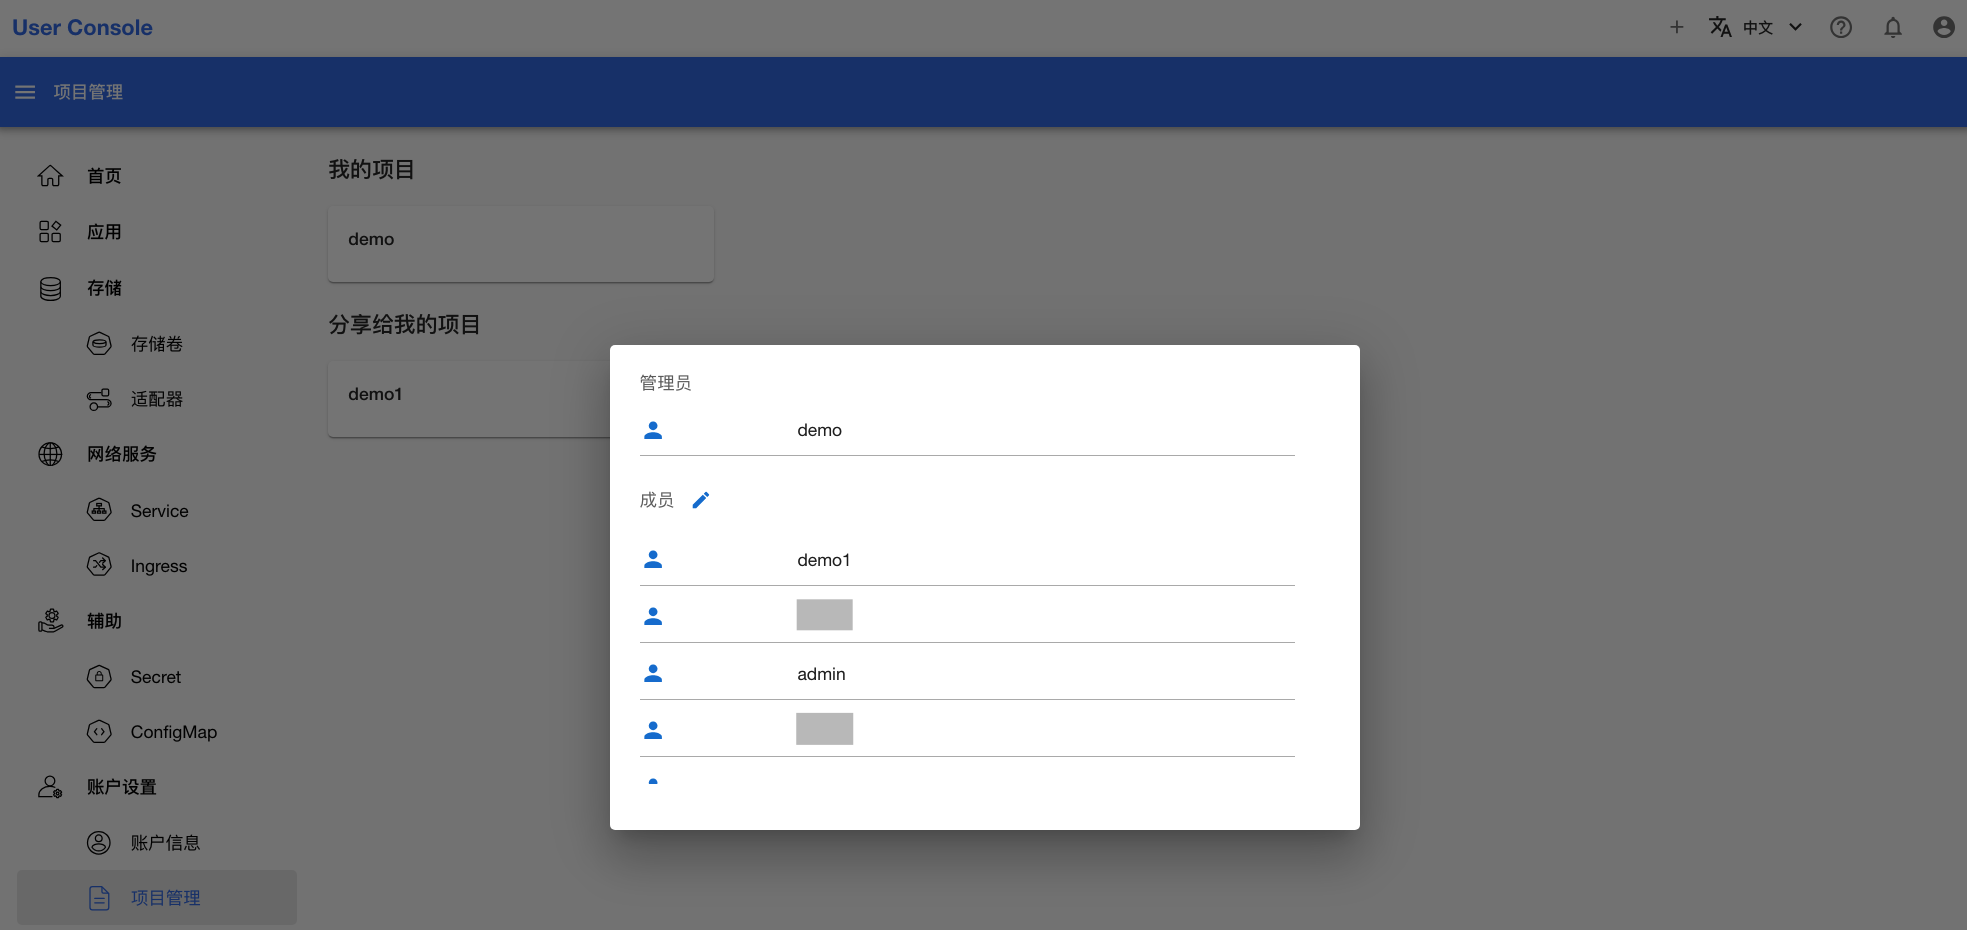 User Console
中文
项目管理
首页
应用
存储
存储卷
适配器
网络服务
Service
Ingress
辅助
Secret
ConfigMap
账户设置
账户信息
项目管理
我的项目
demo
分享给我的项目
demo1
管理员
demo
成员
demo1
admin